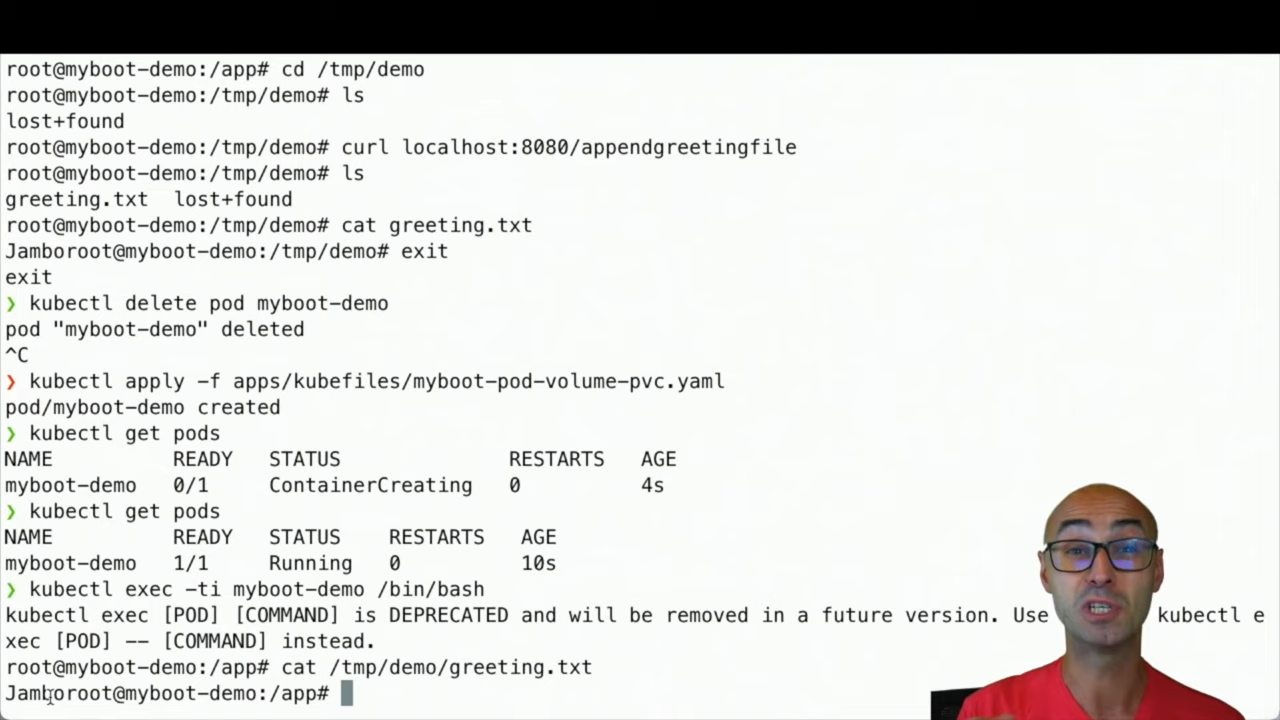 root@myboot-demo:/app# cd /tmp/demo
root@myboot-demo:/tmp/demo# ls
lost+found
root@myboot-demo:/tmp/demo# curl localhost:8080/appendgreetingfile
root@myboot-demo:/tmp/demo# ls
greeting.txt  lost+found
root@myboot-demo:/tmp/demo# cat greeting.txt
Jamboroot@myboot-demo:/tmp/demo# exit
exit
❯ kubectl delete pod myboot-demo
pod "myboot-demo" deleted
^C
❯ kubectl apply -f apps/kubefiles/myboot-pod-volume-pvc.yaml
pod/myboot-demo created
❯ kubectl get pods
NAME          READY   STATUS              RESTARTS   AGE
myboot-demo   0/1     ContainerCreating   0          4s
❯ kubectl get pods
NAME          READY   STATUS    RESTARTS   AGE
myboot-demo   1/1     Running   0          10s
❯ kubectl exec -ti myboot-demo /bin/bash
kubectl exec [POD] [COMMAND] is DEPRECATED and will be removed in a future version. Use kubectl e
xec [POD] -- [COMMAND] instead.
root@myboot-demo:/app# cat /tmp/demo/greeting.txt
Jamboroot@myboot-demo:/app#